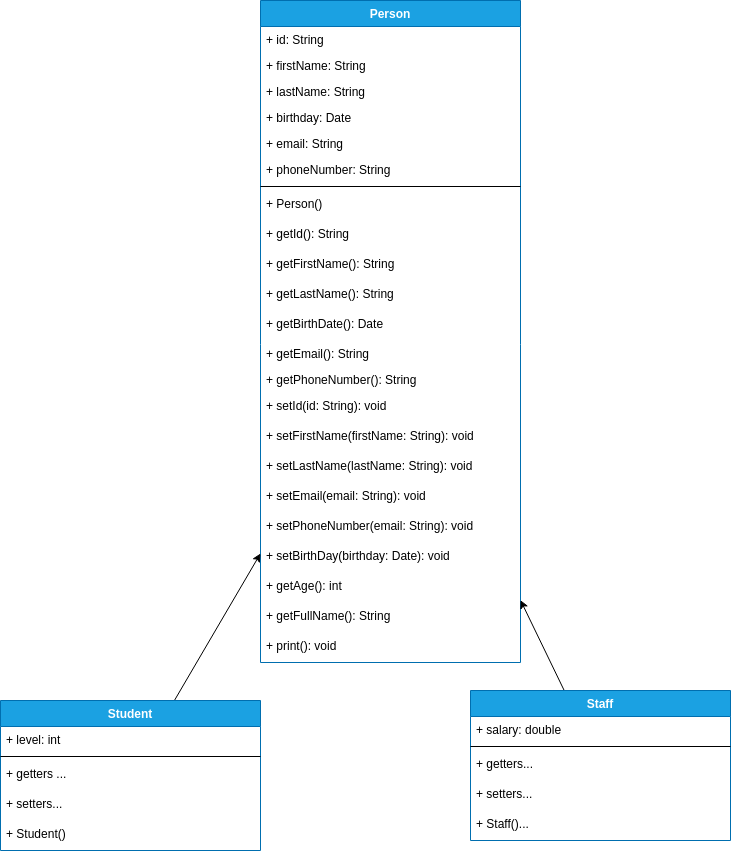 Person
+ id: String
+ firstName: String
+ lastName: String
+ birthday: Date
+ email: String
+ phoneNumber: String
+ Person()
+ getId(): String
+ getFirstName(): String
+ getLastName(): String
+ getBirthDate(): Date
+ getEmail(): String
+ getPhoneNumber(): String
+ setId(id: String): void
+ setFirstName(firstName: String): void
+ setLastName(lastName: String): void
+ setEmail(email: String): void
+ setPhoneNumber(email: String): void
+ setBirthDay(birthday: Date): void
+ getAge(): int
+ getFullName(): String
+ print(): void
Student
+ level: int
+ getters ...
+ setters...
+ Student()
Staff
+ salary: double
+ getters...
+ setters...
+ Staff()...